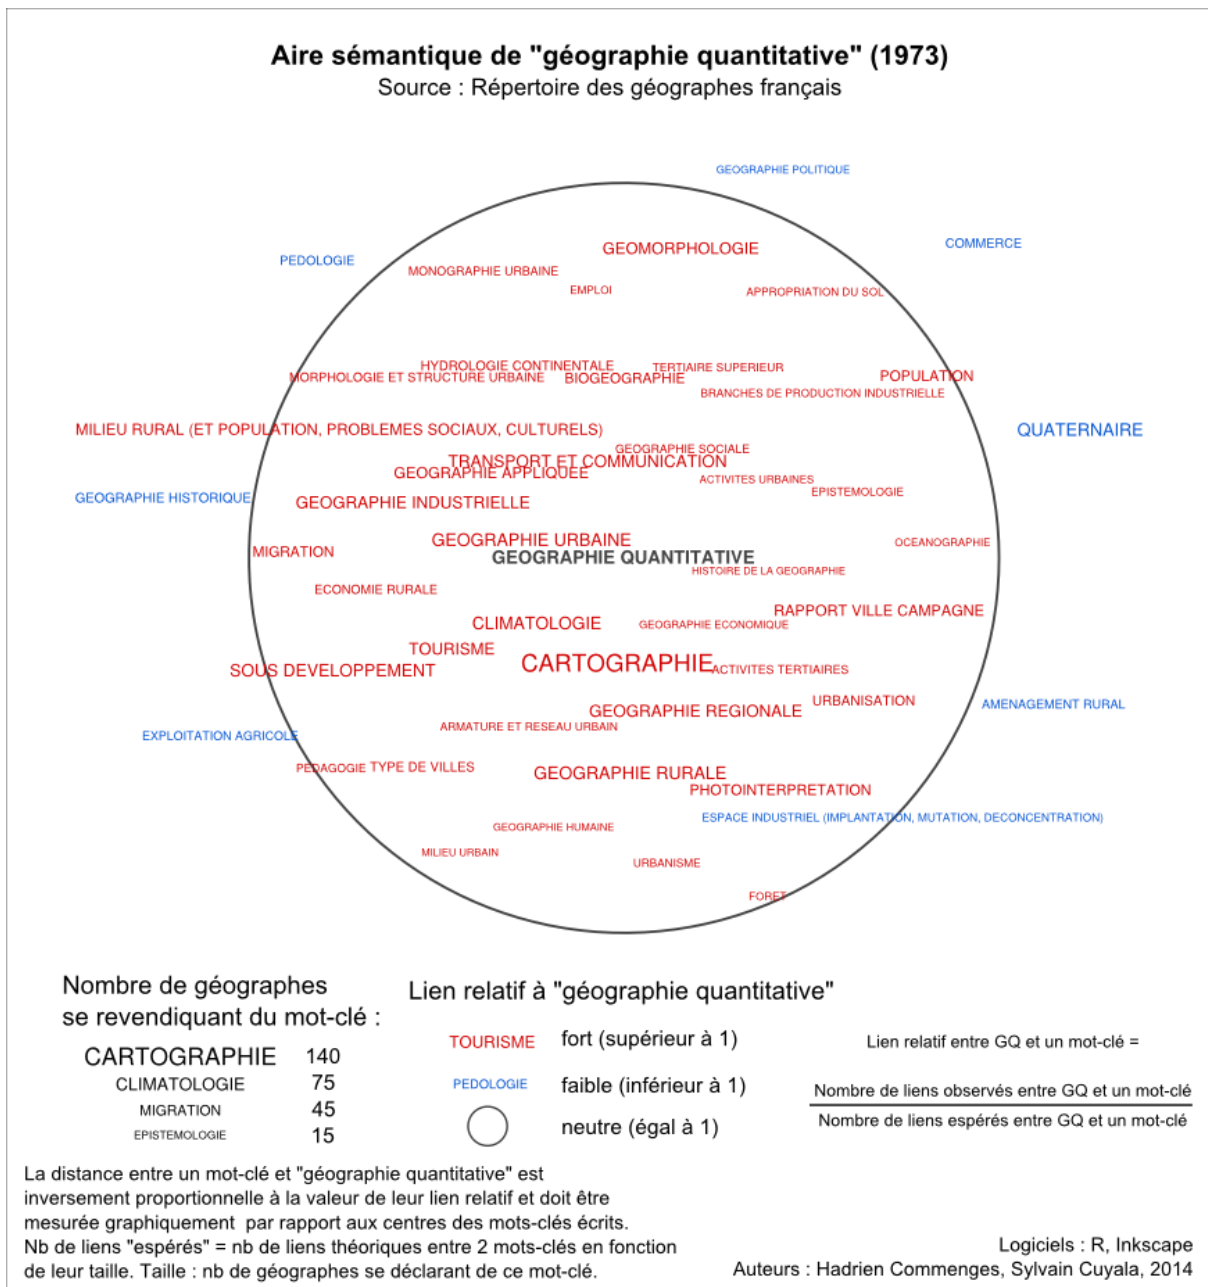 Aire sémantique de "géographie quantitative" (1973)
Source : Répertoire des géographes français
GEOGRAPHIE POLITIQUE
COMMERCE
GEOMORPHOLOGIE
PEDOLOGIE
MONOGRAPHIE URBAINE
EMPLOI
APPROPRIATION DU SOL
HYDROLOGIE CONTINENTALE
TERTIAIRE SUPERIEUR
MORPHOLOGIE ET STRUCTURE URBAINE
BIOGEOGRAPHIE
POPULATION
BRANCHES DE PRODUCTION INDUSTRIELLE
MILIEU RURAL (ET POPULATION, PROBLEMES SOCIAUX, CULTURELS)
QUATERNAIRE
GEOGRAPHIE SOCIALE
TRANSPORT ET COMMUNICATION
GEOGRAPHIE APPLIQUEE
ACTIVITES URBAINES
EPISTEMOLOGIE
GEOGRAPHIE HISTORIQUE
GEOGRAPHIE INDUSTRIELLE
GEOGRAPHIE URBAINE
OCEANOGRAPHIE
MIGRATION
GEOGRAPHIE QUANTITATIVE
HISTOIRE DE LA GEOGRAPHIE
ECONOMIE RURALE
RAPPORT VILLE CAMPAGNE
CLIMATOLOGIE
GEOGRAPHIE ECONOMIQUE
TOURISME
CARTOGRAPHIE
SOUS DEVELOPPEMENT
ACTIVITES TERTIAIRES
URBANISATION
AMENAGEMENT RURAL
GEOGRAPHIE REGIONALE
ARMATURE ET RESEAU URBAIN
EXPLOITATION AGRICOLE
PEDAGOGIE
TYPE DE VILLES
GEOGRAPHIE RURALE
PHOTOINTERPRETATION
ESPACE INDUSTRIEL (IMPLANTATION, MUTATION, DECONCENTRATION)
GEOGRAPHIE HUMAINE
MILIEU URBAIN
URBANISME
FORET
Nombre de géographes
se revendiquant du mot-clé :
CARTOGRAPHIE 140
CLIMATOLOGIE 75
MIGRATION 45
EPISTEMOLOGIE 15
Lien relatif à "géographie quantitative"
TOURISME fort (supérieur à 1)
PEDOLOGIE faible (inférieur à 1)
neutre (égal à 1)
Lien relatif entre GQ et un mot-clé =
Nombre de liens observés entre GQ et un mot-clé
Nombre de liens espérés entre GQ et un mot-clé
La distance entre un mot-clé et "géographie quantitative" est
inversement proportionnelle à la valeur de leur lien relatif et doit être
mesurée graphiquement par rapport aux centres des mots-clés écrits.
Nb de liens "espérés" = nb de liens théoriques entre 2 mots-clés en fonction
de leur taille. Taille : nb de géographes se déclarant de ce mot-clé.
Logiciels : R, Inkscape
Auteurs : Hadrien Commenges, Sylvain Cuyala, 2014